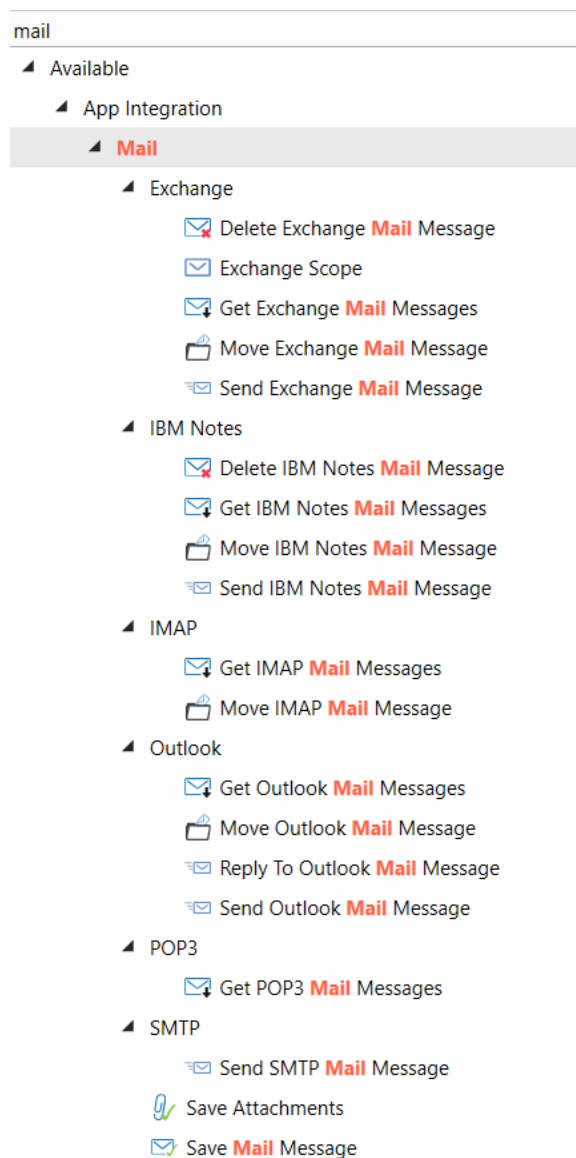 mail
Available
App Integration
Mail
Exchange
Delete Exchange Mail Message
Exchange Scope
Get Exchange Mail Messages
Move Exchange Mail Message
Send Exchange Mail Message
IBM Notes
Delete IBM Notes Mail Message
Get IBM Notes Mail Messages
Move IBM Notes Mail Message
Send IBM Notes Mail Message
IMAP
Get IMAP Mail Messages
Move IMAP Mail Message
Outlook
Get Outlook Mail Messages
Move Outlook Mail Message
Reply To Outlook Mail Message
Send Outlook Mail Message
POP3
Get POP3 Mail Messages
SMTP
Send SMTP Mail Message
Save Attachments
Save Mail Message